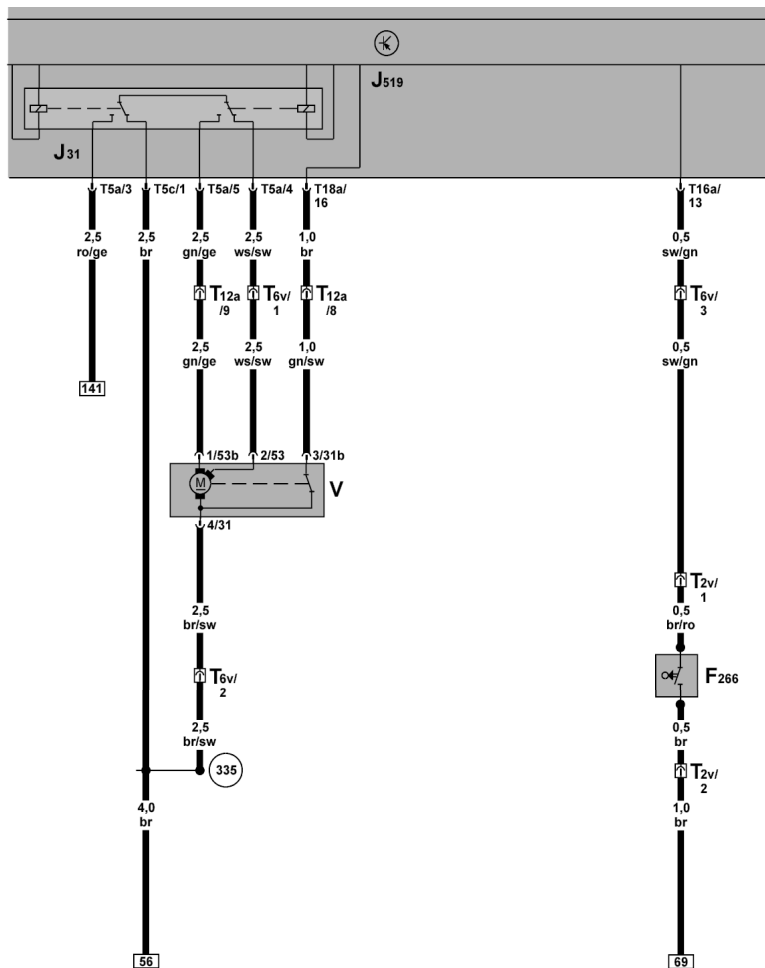 J519
J31
T5a/3 T5c/1 T5a/5 T5a/4 T18a/
16
T16a/
13
2,5
ro/ge
2,5
br
2,5
gn/ge
2,5
ws/sw
1,0
br
0,5
sw/gn
T12a
/9
T6v/
1
T12a
/8
T6v/
3
2,5
gn/ge
2,5
ws/sw
1,0
gn/sw
0,5
sw/gn
141
1/53b 2/53 3/31b
M
V
4/31
T2v/
1
2,5
br/sw
0,5
br/ro
T6v/
2
F266
2,5
br/sw
0,5
br
335
T2v/
2
4,0
br
1,0
br
56
69